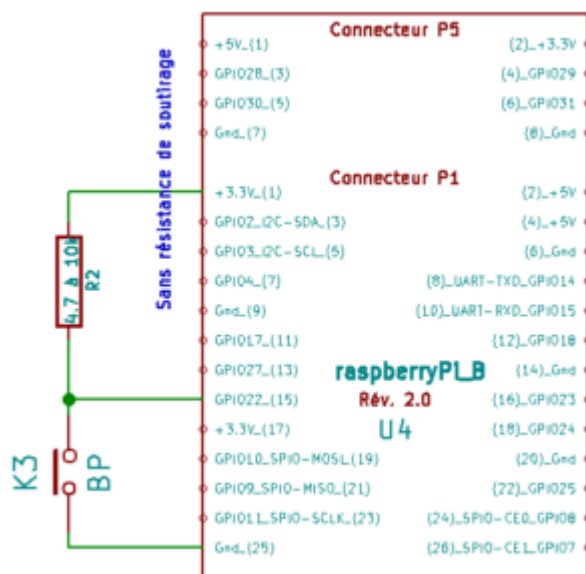 Connecteur P5
+5V_(1) (2)_+3.3V
GPIO28_(3) (4)_GPIO29
GPIO30_(5) (6)_GPIO31
Gnd_(7) (8)_Gnd
Sans résistance de soutirage
Connecteur P1
+3.3V_(1) (2)_+5V
GPIO2_I2C-SDA_(3) (4)_+5V
GPIO3_I2C-SCL_(5) (6)_Gnd
GPIO4_(7) (8)_UART-TXD_GPIO14
Gnd_(9) (10)_UART-RXD_GPIO15
GPIO17_(11) (12)_GPIO18
GPIO27_(13) (14)_Gnd
raspberryPI_B
GPIO22_(15) (16)_GPIO23
Rév. 2.0
+3.3V_(17) (18)_GPIO24
U4
GPIO10_SPI0-MOSI_(19) (20)_Gnd
GPIO9_SPI0-MISO_(21) (22)_GPIO25
GPIO11_SPI0-SCLK_(23) (24)_SPI0-CE0_GPIO8
Gnd_(25) (26)_SPI0-CE1_GPIO7
4.7 à 10k
R2
K3
BP